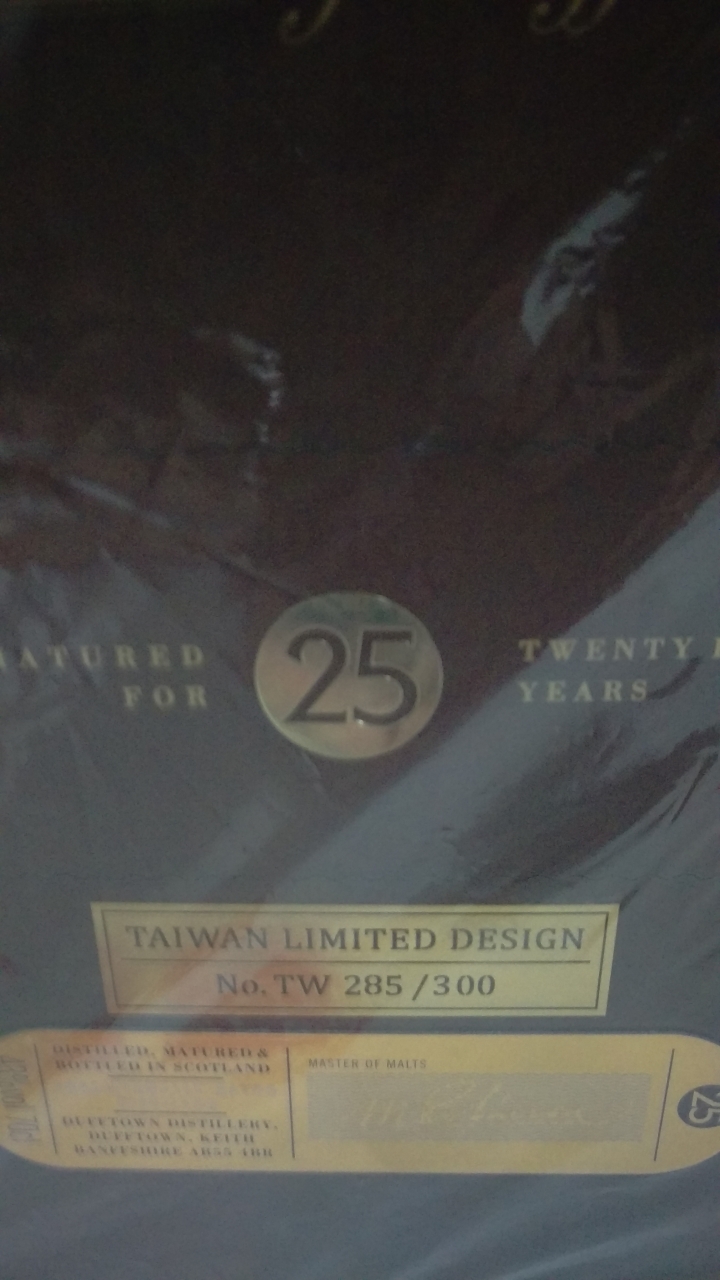 MATURED
FOR
25
TWENTY
YEARS
TAIWAN LIMITED DESIGN
No. TW 285/300
DISTILLED, MATURED &
BOTTLED IN SCOTLAND
DUFFTOWN DISTILLERY,
DUFFTOWN, KEITH
BANFFSHIRE AB55 4BR
MASTER OF MALTS
25